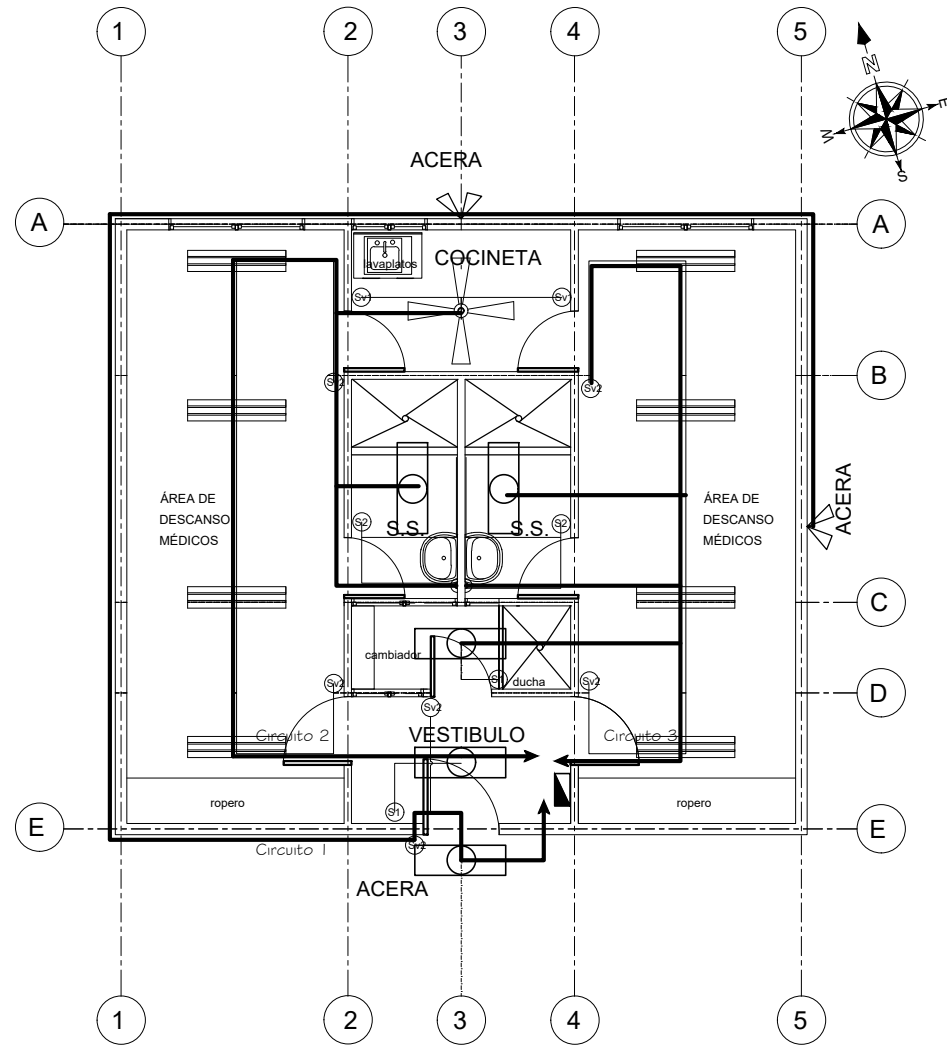 1
2
3
4
5
N
E
W
S
ACERA
A
A
COCINETA
lavaplatos
Sv1
Sv1
B
Sv2
Sv2
ACERA
ÁREA DE
DESCANSO
MÉDICOS
ÁREA DE
DESCANSO
MÉDICOS
S2
S2
S.S.
S.S.
C
cambiador
ducha
S1
D
Sv2
Sv2
Sv2
VESTIBULO
Circuito 2
Circuito 3
ropero
S1
ropero
E
E
Sv2
Circuito 1
ACERA
1
2
3
4
5